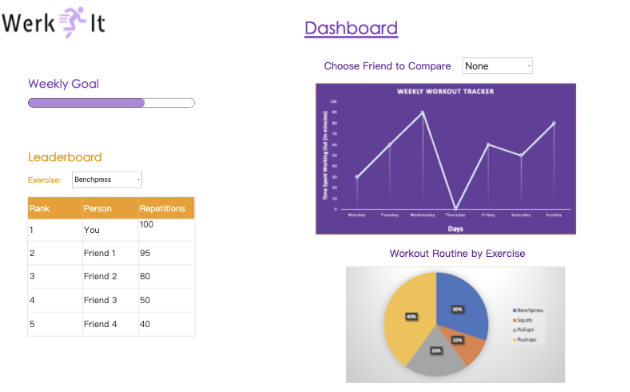 Werk It
Dashboard
Weekly Goal
Choose Friend to Compare None
WEEKLY WORKOUT TRACKER
Time Spent Working Out (in minutes)
100
90
80
70
60
50
40
30
20
10
0
Monday Tuesday Wednesday Thursday Friday Saturday Sunday
Days
Leaderboard
Exercise: Benchpress
Rank Person Repetitions
1 You 100
2 Friend 1 95
3 Friend 2 80
4 Friend 3 50
5 Friend 4 40
Workout Routine by Exercise
30%
10%
20%
40%
Benchpress
Squats
Pullups
Pushups